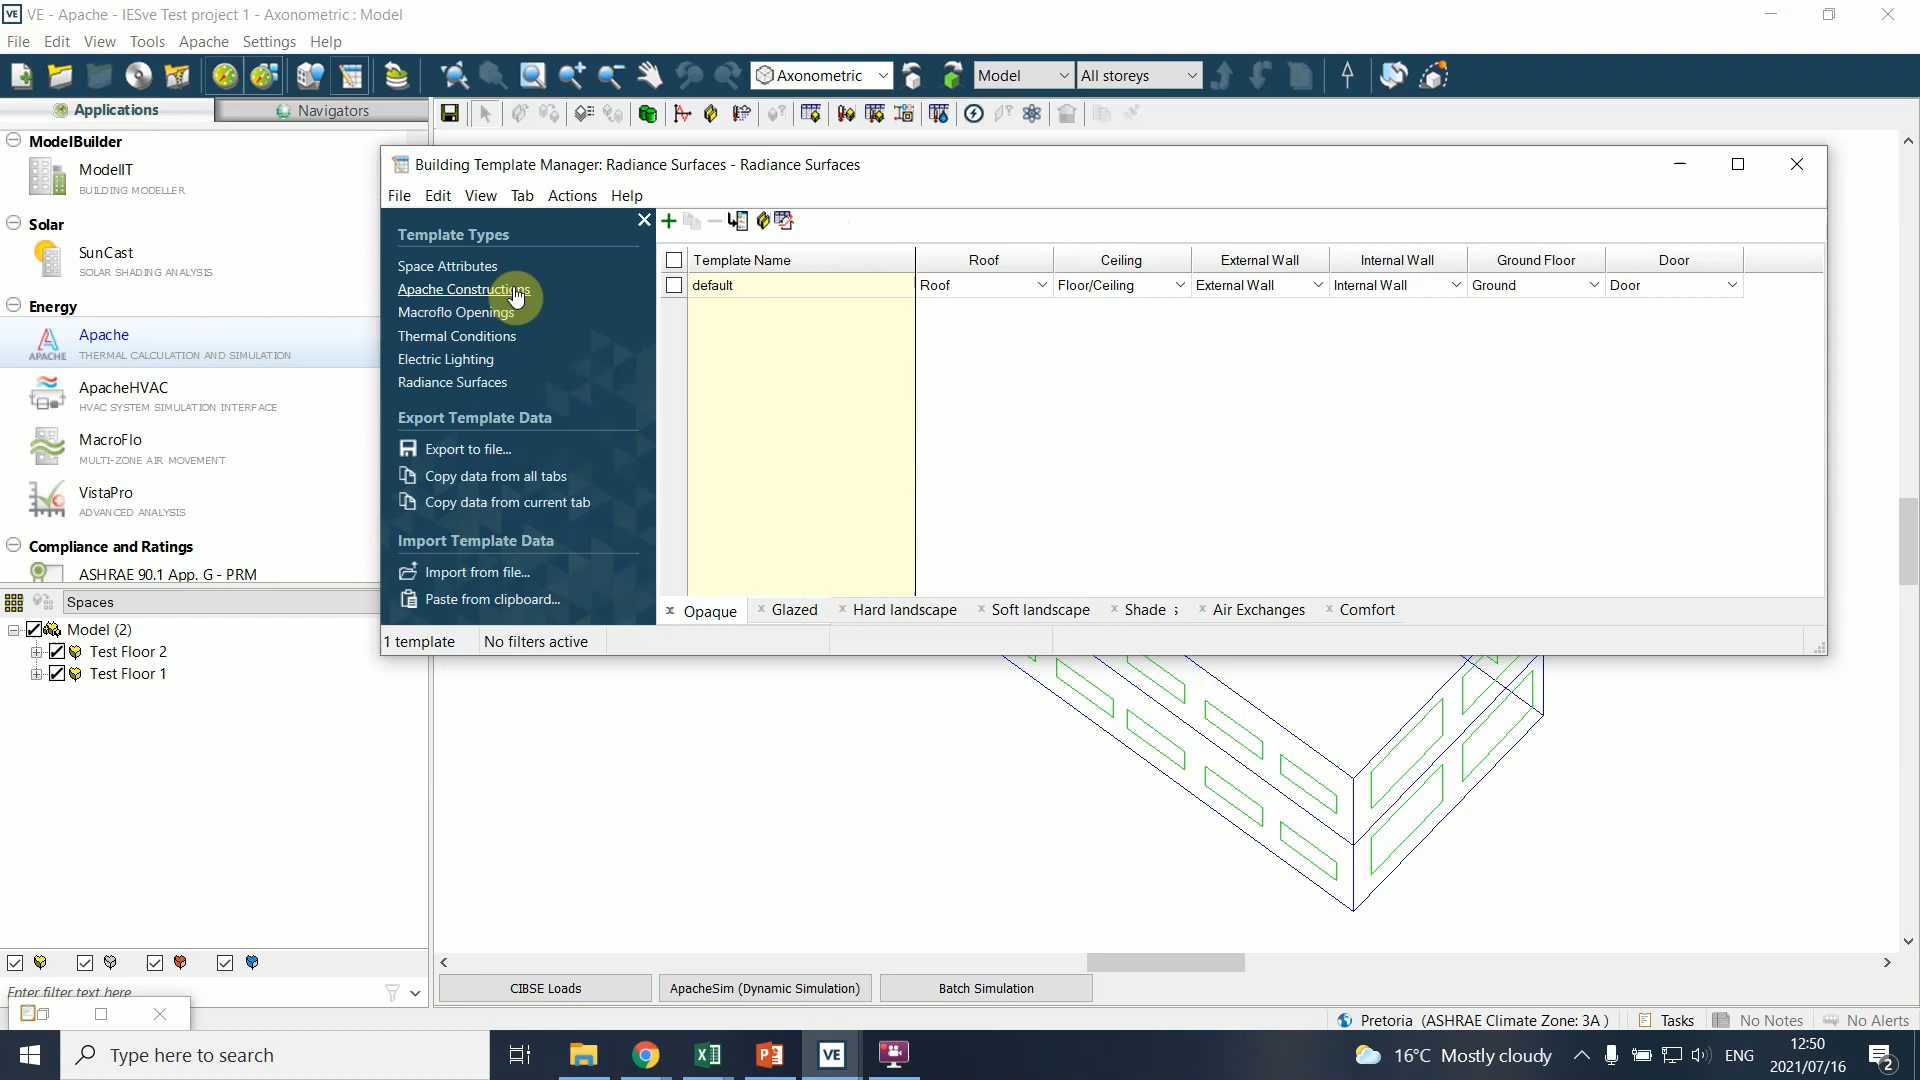 VE - Apache - IESve Test project 1 - Axonometric : Model
File Edit View Tools Apache Settings Help
Axonometric Model All storeys
Applications Navigators
ModelBuilder
ModelIT
BUILDING MODELLER
Solar
SunCast
SOLAR SHADING ANALYSIS
Energy
Apache
THERMAL CALCULATION AND SIMULATION
APACHE
ApacheHVAC
HVAC SYSTEM SIMULATION INTERFACE
MacroFlo
MULTI-ZONE AIR MOVEMENT
VistaPro
ADVANCED ANALYSIS
Compliance and Ratings
ASHRAE 90.1 App. G - PRM
Spaces
Model (2)
Test Floor 2
Test Floor 1
Enter filter text here
Building Template Manager: Radiance Surfaces - Radiance Surfaces
File Edit View Tab Actions Help
Template Types
Space Attributes
Apache Constructions
Macroflo Openings
Thermal Conditions
Electric Lighting
Radiance Surfaces
Export Template Data
Export to file...
Copy data from all tabs
Copy data from current tab
Import Template Data
Import from file...
Paste from clipboard...
Template Name Roof Ceiling External Wall Internal Wall Ground Floor Door
default Roof Floor/Ceiling External Wall Internal Wall Ground Door
Opaque Glazed Hard landscape Soft landscape Shade Air Exchanges Comfort
1 template No filters active
CIBSE Loads ApacheSim (Dynamic Simulation) Batch Simulation
Pretoria (ASHRAE Climate Zone: 3A ) Tasks No Notes No Alerts
Type here to search
VE
16°C Mostly cloudy ENG 12:50
2021/07/16
2